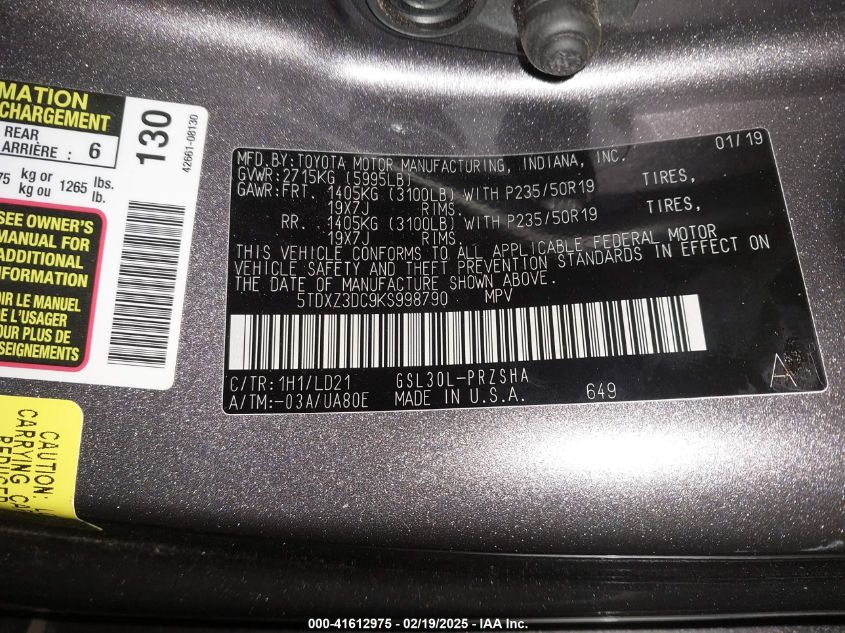 MATION
CHARGEMENT
REAR
ARRIÈRE : 6
kg or
kg ou 1265 lbs.
lb.
130
42661-08130
SEE OWNER'S
MANUAL FOR
ADDITIONAL
INFORMATION
OIR LE MANUEL
DE L'USAGER
POUR PLUS DE
SEIGNEMENTS
MFD.BY:TOYOTA MOTOR MANUFACTURING, INDIANA, INC. 01/19
GVWR:2715KG (5995LB)
GAWR:FRT. 1405KG (3100LB) WITH P235/50R19 TIRES,
19X7J RIMS.
RR. 1405KG (3100LB) WITH P235/50R19 TIRES,
19X7J RIMS.
THIS VEHICLE CONFORMS TO ALL APPLICABLE FEDERAL MOTOR
VEHICLE SAFETY AND THEFT PREVENTION STANDARDS IN EFFECT ON
THE DATE OF MANUFACTURE SHOWN ABOVE.
5TDXZ3DC9KS998790 MPV
C/TR:1H1/LD21 GSL30L-PRZSHA
A/TM:-03A/UA80E MADE IN U.S.A. 649
A
CAUTION:
CARRYING CA
REDUCED
000-41612975 - 02/19/2025 - IAA Inc.